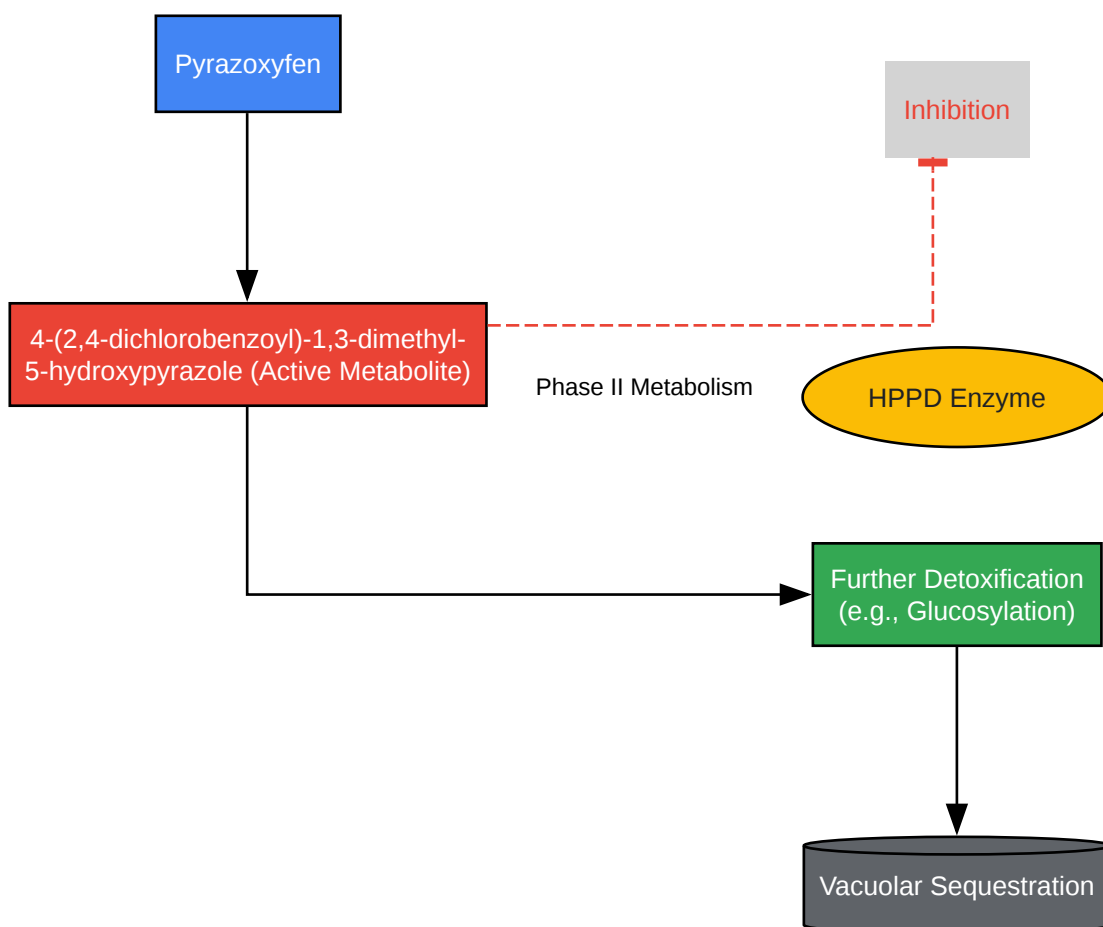 Pyrazoxyfen
Inhibition
4-(2,4-dichlorobenzoyl)-1,3-dimethyl-
5-hydroxypyrazole (Active Metabolite)
Phase II Metabolism
HPPD Enzyme
Further Detoxification
(e.g., Glucosylation)
Vacuolar Sequestration